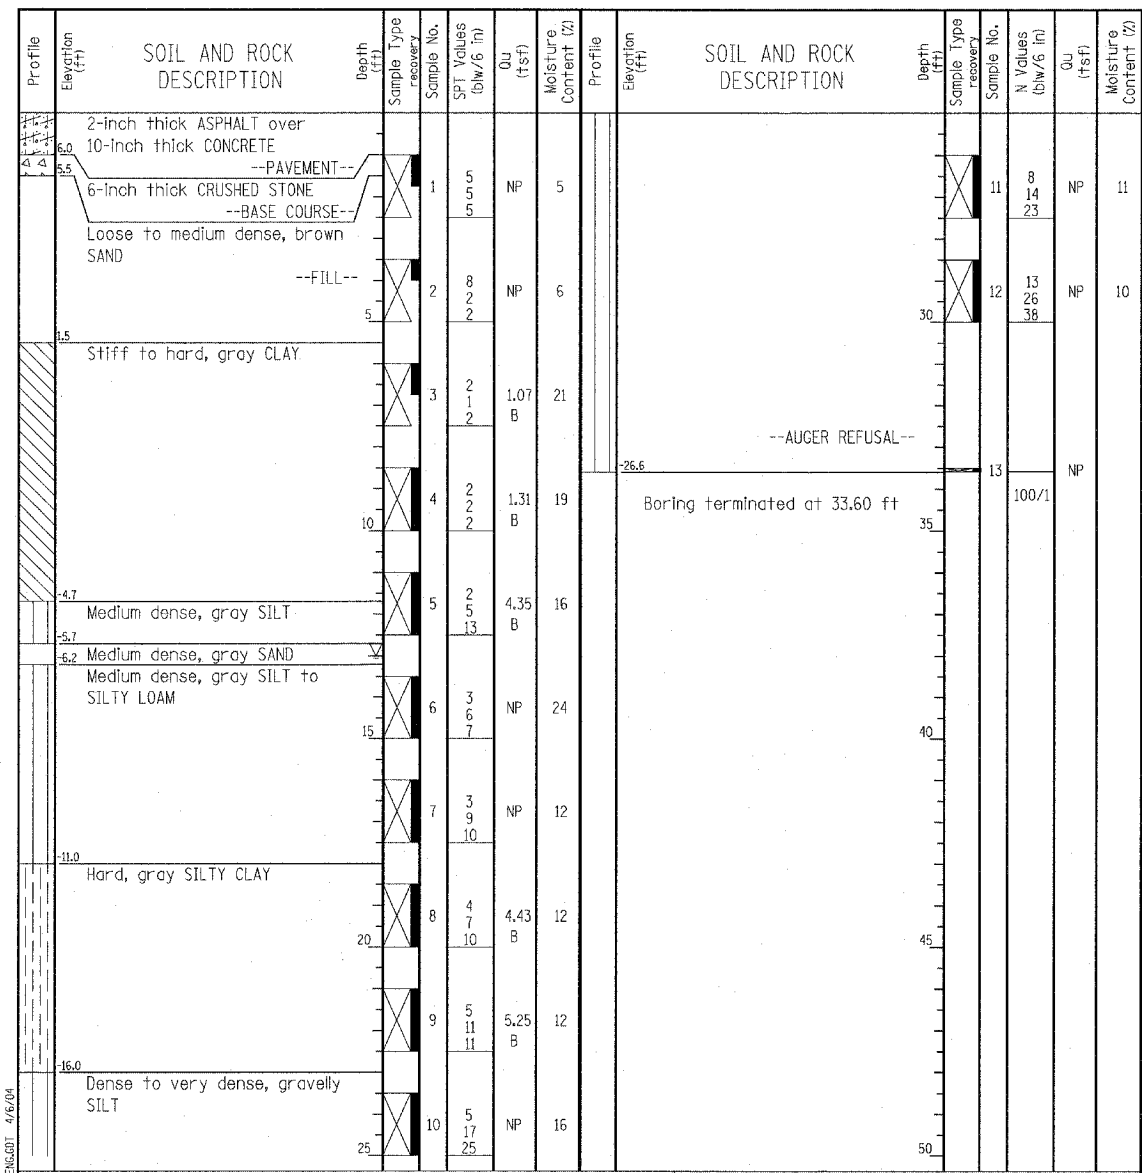 Profile
Elevation
(ft)
SOIL AND ROCK
DESCRIPTION
Depth
(ft)
Sample Type
recovery
Sample No.
SPT Values
(blw/6 in)
Qu
(tsf)
Moisture
Content (%)
Profile
Elevation
(ft)
SOIL AND ROCK
DESCRIPTION
Depth
(ft)
Sample Type
recovery
Sample No.
N Values
(blw/6 in)
Qu
(tsf)
Moisture
Content (%)
2-inch thick ASPHALT over
10-inch thick CONCRETE
6.0
--PAVEMENT--
5.5
6-inch thick CRUSHED STONE
--BASE COURSE--
Loose to medium dense, brown
SAND
--FILL--
1 5 NP 5
5
5
2 8 NP 6
2
2
5
1.5
Stiff to hard, gray CLAY
3 2 1.07 21
1 B
2
4 2 1.31 19
2 B
2
10
5 2 4.35 16
5 B
13
-4.7
Medium dense, gray SILT
-5.7
-6.2 Medium dense, gray SAND
Medium dense, gray SILT to
SILTY LOAM
6 3 NP 24
6
7
15
7 3 NP 12
9
10
-11.0
Hard, gray SILTY CLAY
8 4 4.43 12
7 B
10
20
9 5 5.25 12
11 B
11
-16.0
Dense to very dense, gravelly
SILT
10 5 NP 16
17
25
25
11 8 NP 11
14
23
12 13 NP 10
26
38
30
--AUGER REFUSAL--
-26.6
13 NP
100/1
Boring terminated at 33.60 ft
35
40
45
50
ENG.GDT 4/6/04